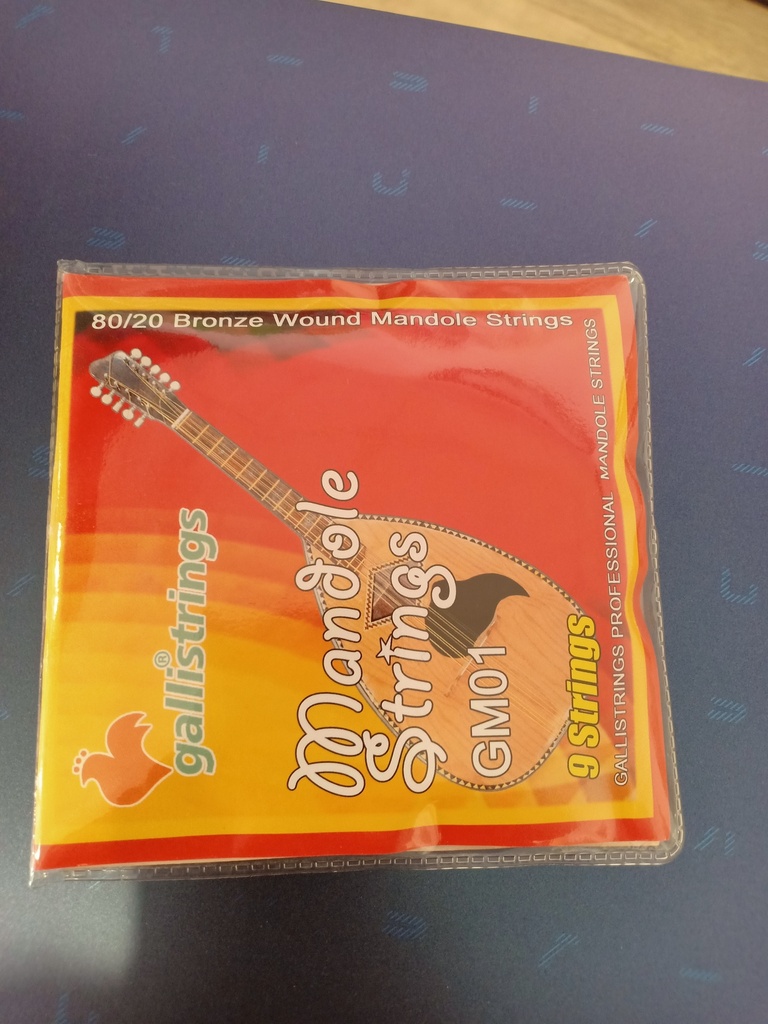 80/20 Bronze Wound Mandole Strings
gallistrings®
Mandole
Strings
GM01
9 Strings
GALLISTRINGS PROFESSIONAL MANDOLE STRINGS